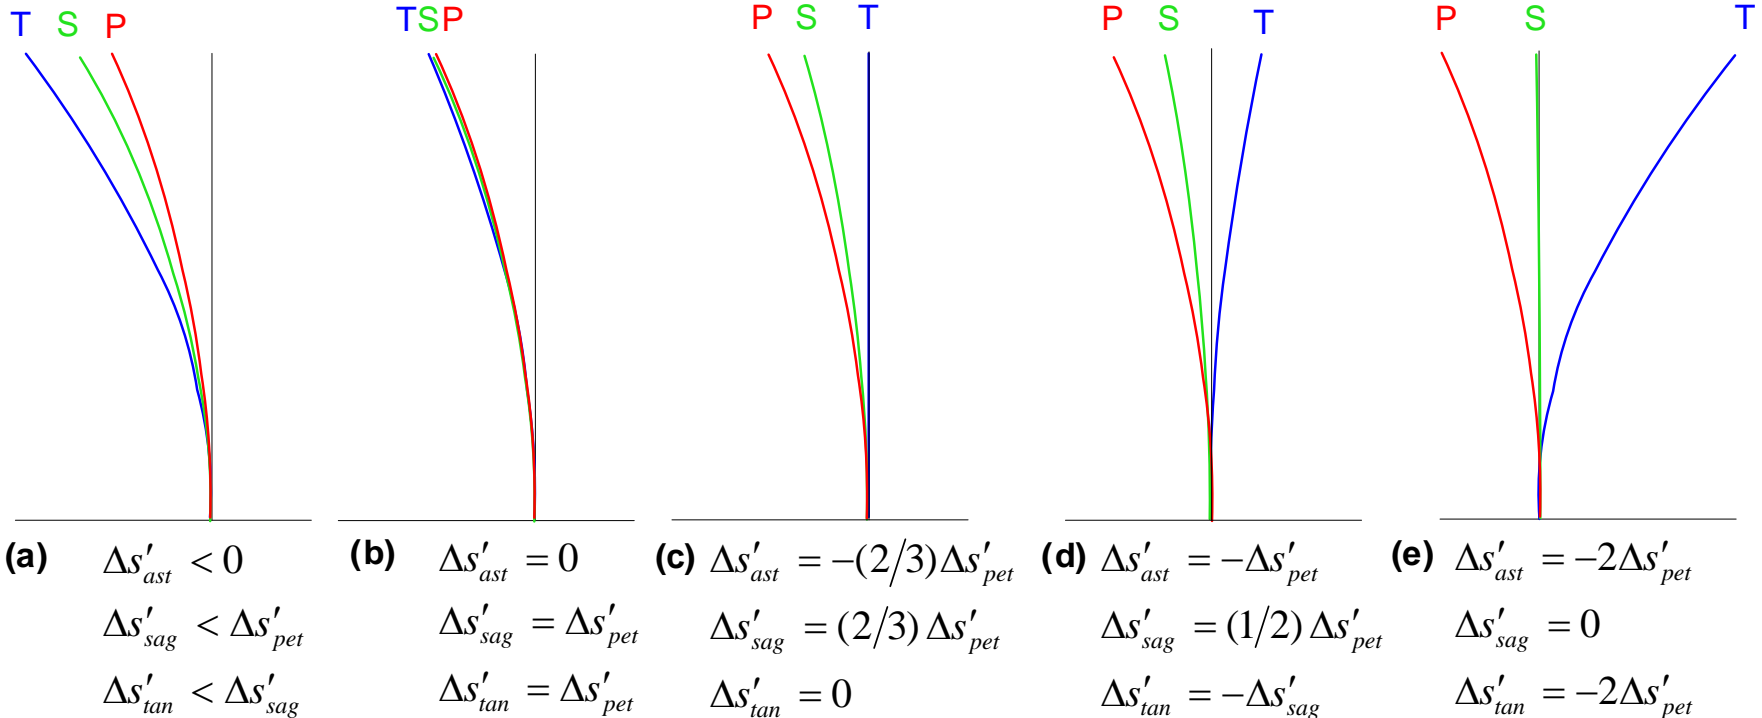 T S P
TSP
P S T
P S T
P S T
(a) Δs′ast < 0
Δs′sag < Δs′pet
Δs′tan < Δs′sag
(b) Δs′ast = 0
Δs′sag = Δs′pet
Δs′tan = Δs′pet
(c) Δs′ast = −(2/3)Δs′pet
Δs′sag = (2/3)Δs′pet
Δs′tan = 0
(d) Δs′ast = −Δs′pet
Δs′sag = (1/2)Δs′pet
Δs′tan = −Δs′sag
(e) Δs′ast = −2Δs′pet
Δs′sag = 0
Δs′tan = −2Δs′pet